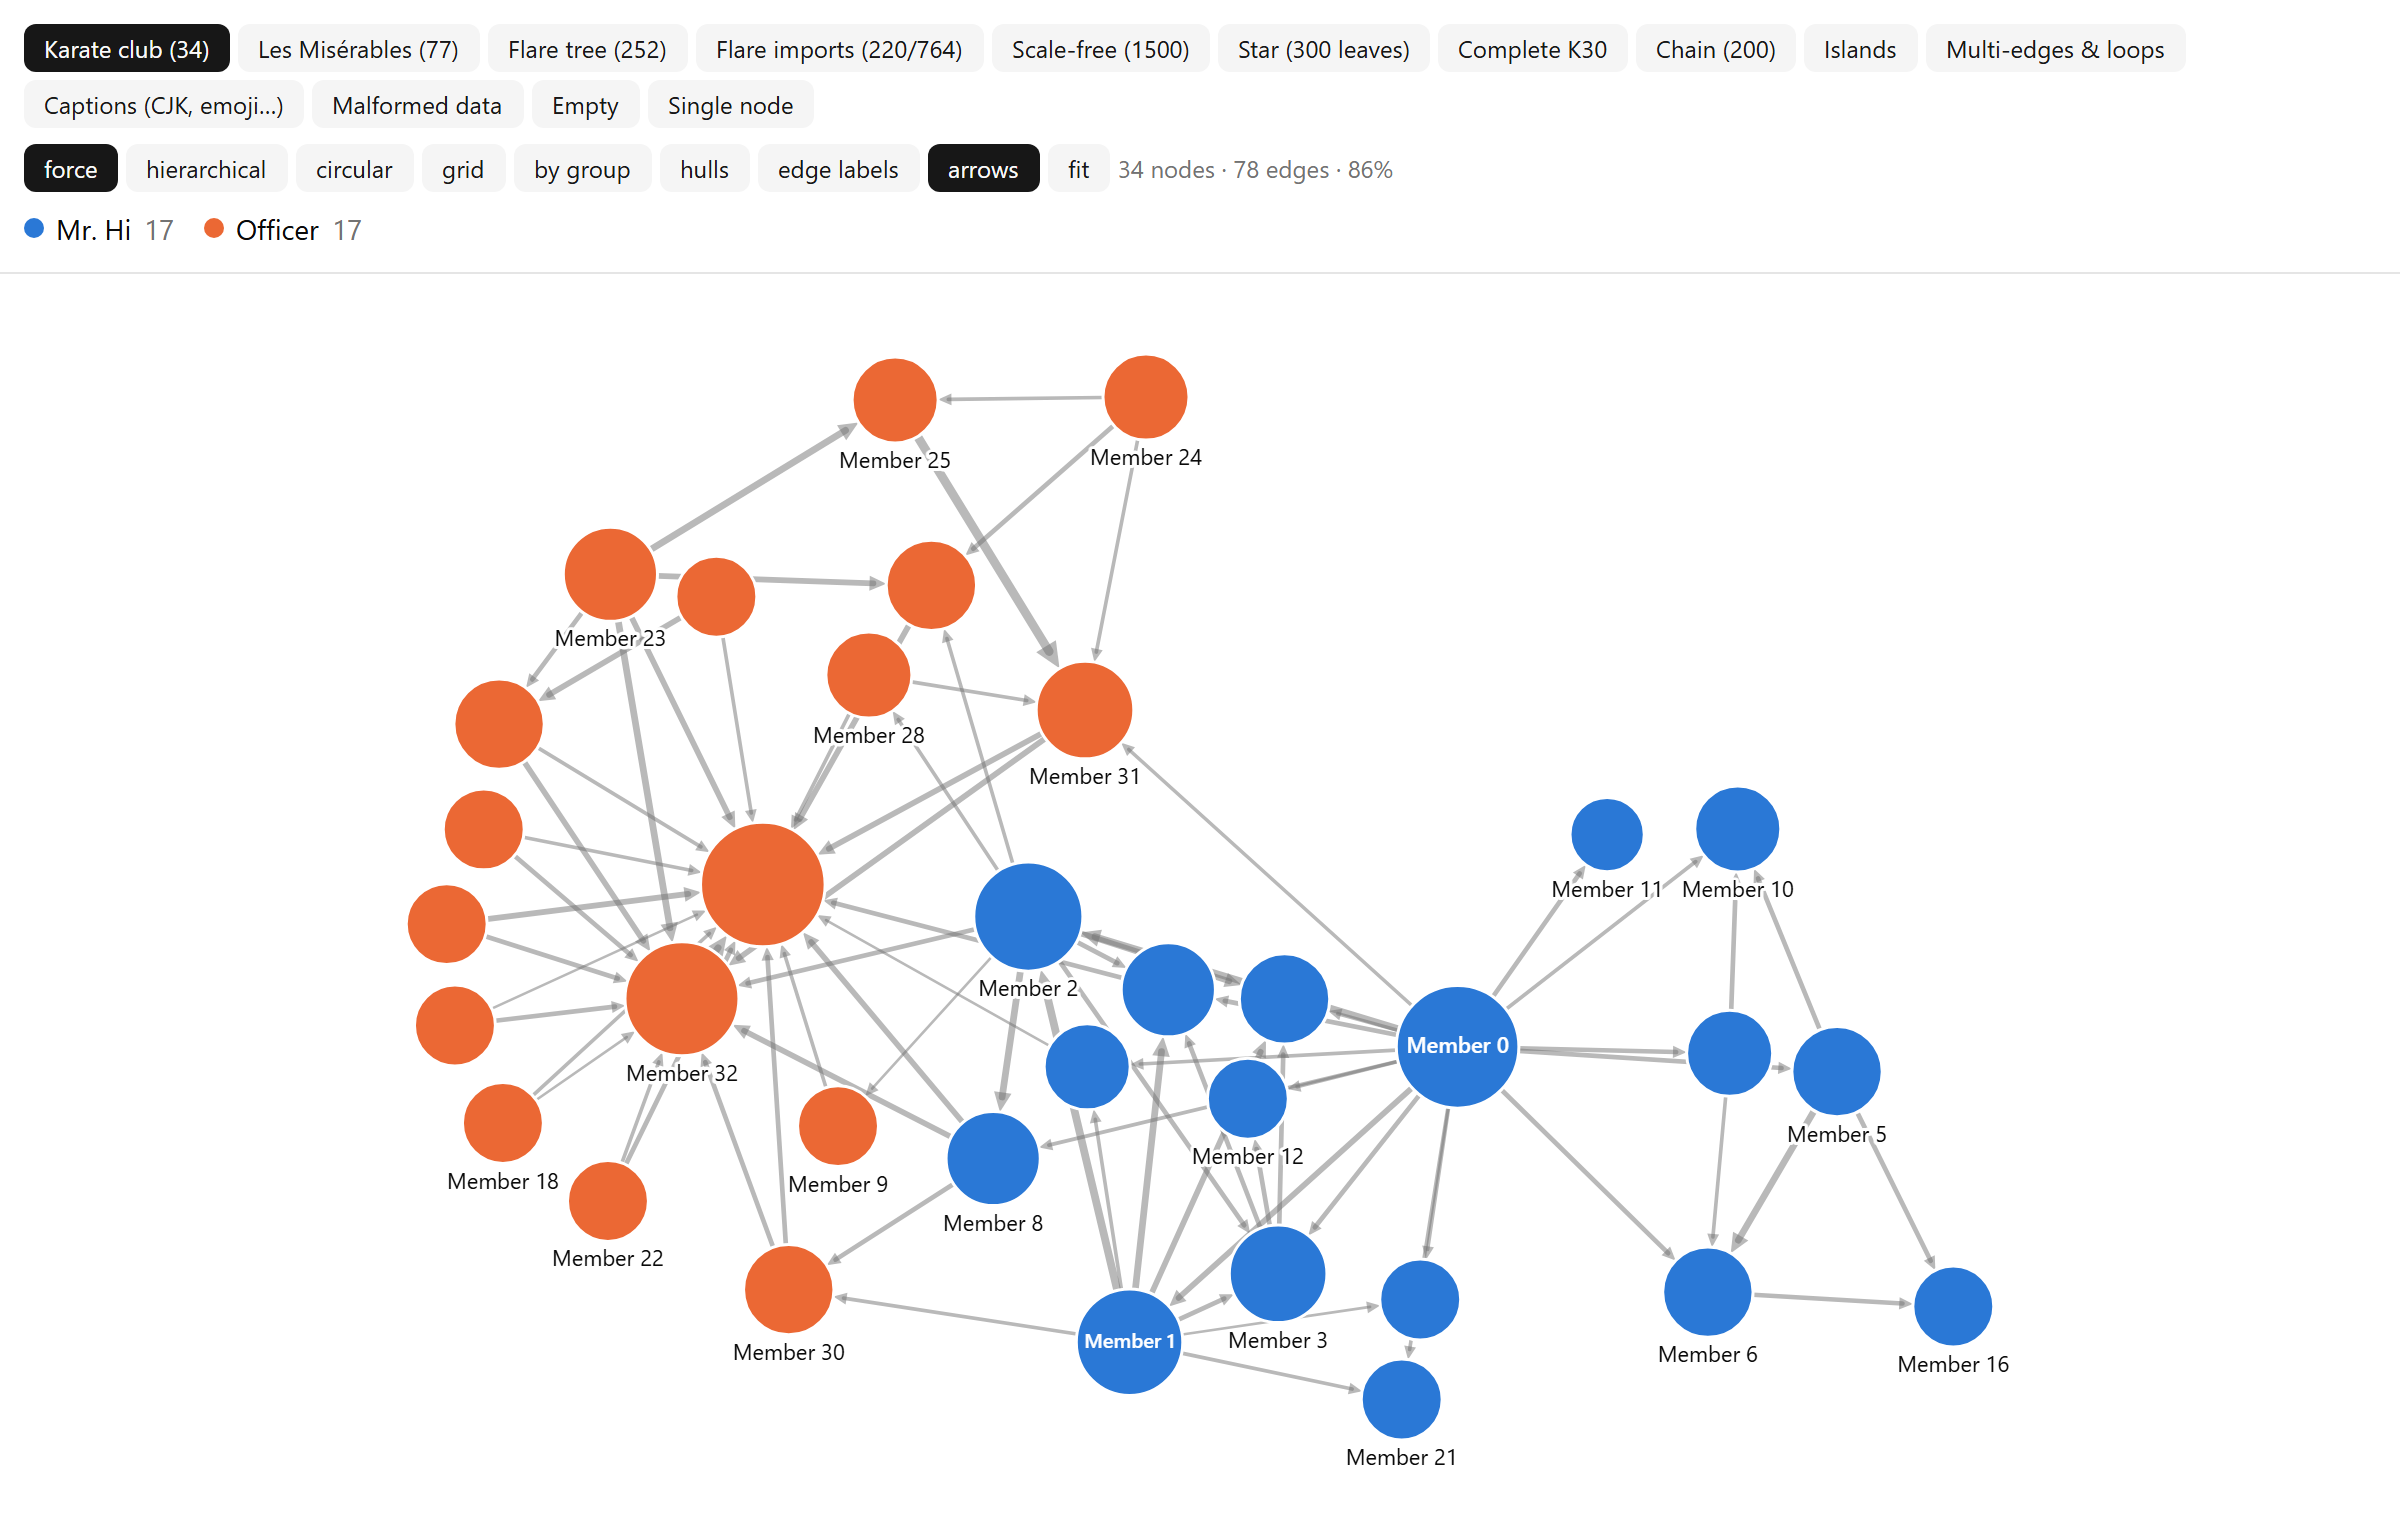 Karate club (34) Les Misérables (77) Flare tree (252) Flare imports (220/764) Scale-free (1500) Star (300 leaves) Complete K30 Chain (200) Islands Multi-edges & loops
Captions (CJK, emoji...) Malformed data Empty Single node
force hierarchical circular grid by group hulls edge labels arrows fit 34 nodes · 78 edges · 86%
Mr. Hi 17 Officer 17
Member 25
Member 24
Member 23
Member 28
Member 31
Member 11
Member 10
Member 2
Member 0
Member 32
Member 5
Member 12
Member 18
Member 9
Member 8
Member 22
Member 1
Member 3
Member 30
Member 6
Member 16
Member 21